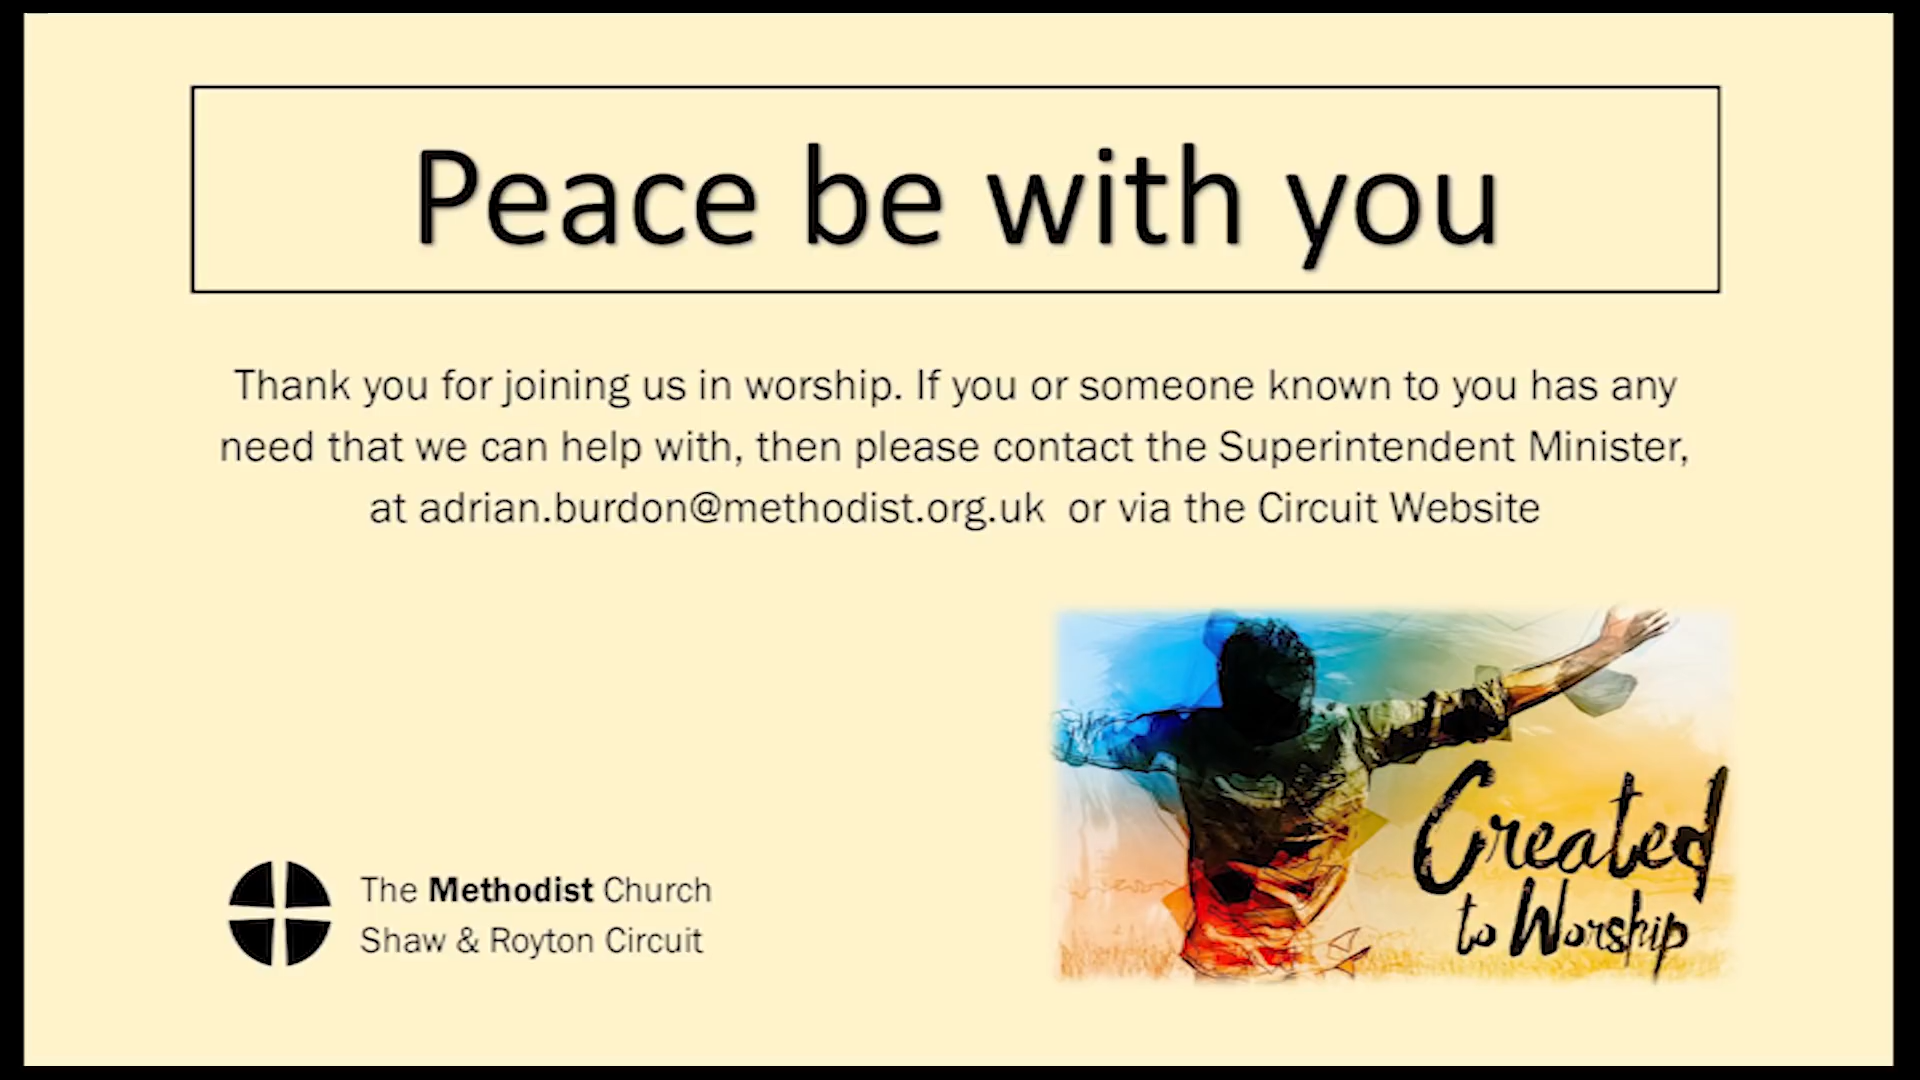 Peace be with you
Thank you for joining us in worship. If you or someone known to you has any
need that we can help with, then please contact the Superintendent Minister,
at adrian.burdon@methodist.org.uk  or via the Circuit Website
The Methodist Church
Shaw & Royton Circuit
Created
to Worship